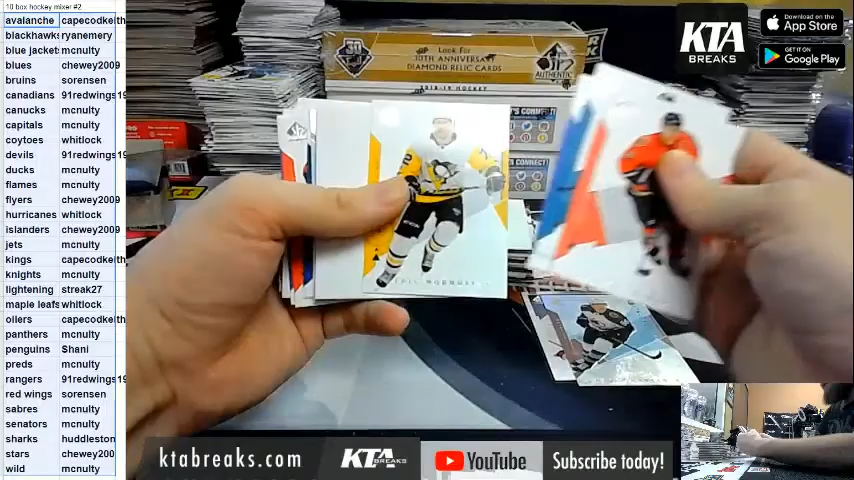 10 box hockey mixer #2
avalanche capecodkeith
blackhawks ryanemery
blue jackets mcnulty
blues chewey2009
bruins sorensen
canadians 91redwings19
canucks mcnulty
capitals mcnulty
coytoes whitlock
devils 91redwings19
ducks mcnulty
flames mcnulty
flyers chewey2009
hurricanes whitlock
islanders chewey2009
jets mcnulty
kings capecodkeith
knights mcnulty
lightening streak27
maple leafs whitlock
oilers capecodkeith
panthers mcnulty
penguins Shani
preds mcnulty
rangers 91redwings19
red wings sorensen
sabres mcnulty
senators mcnulty
sharks huddleston
stars chewey200
wild mcnulty
Look For
30TH ANNIVERSARY
DIAMOND RELIC CARDS
SP
AUTHENTIC
2018-19 HOCKEY
CONNECT
KTA
BREAKS
Download on the
App Store
GET IT ON
Google Play
ktabreaks.com
KTA
BREAKS
YouTube
Subscribe today!